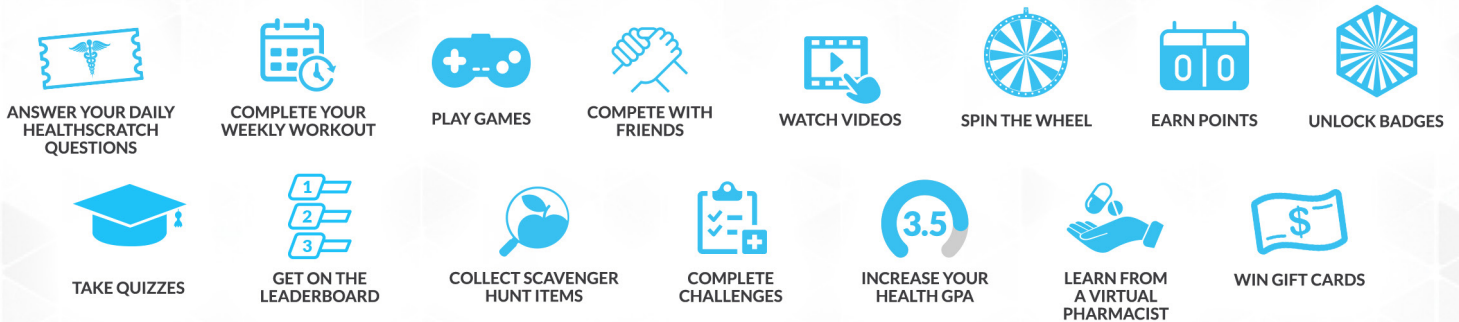 ANSWER YOUR DAILY
HEALTHSCRATCH
QUESTIONS
COMPLETE YOUR
WEEKLY WORKOUT
PLAY GAMES
COMPETE WITH
FRIENDS
WATCH VIDEOS
SPIN THE WHEEL
0 0
EARN POINTS
UNLOCK BADGES
TAKE QUIZZES
1
2
3
GET ON THE
LEADERBOARD
COLLECT SCAVENGER
HUNT ITEMS
COMPLETE
CHALLENGES
3.5
INCREASE YOUR
HEALTH GPA
LEARN FROM
A VIRTUAL
PHARMACIST
$
WIN GIFT CARDS